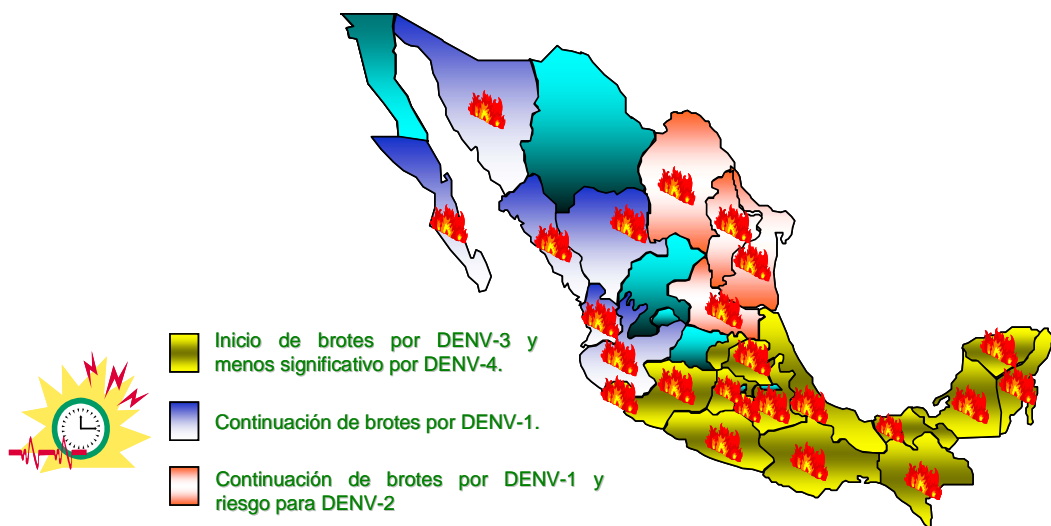 Inicio de brotes por DENV-3 y
menos significativo por DENV-4.
Continuación de brotes por DENV-1.
Continuación de brotes por DENV-1 y
riesgo para DENV-2